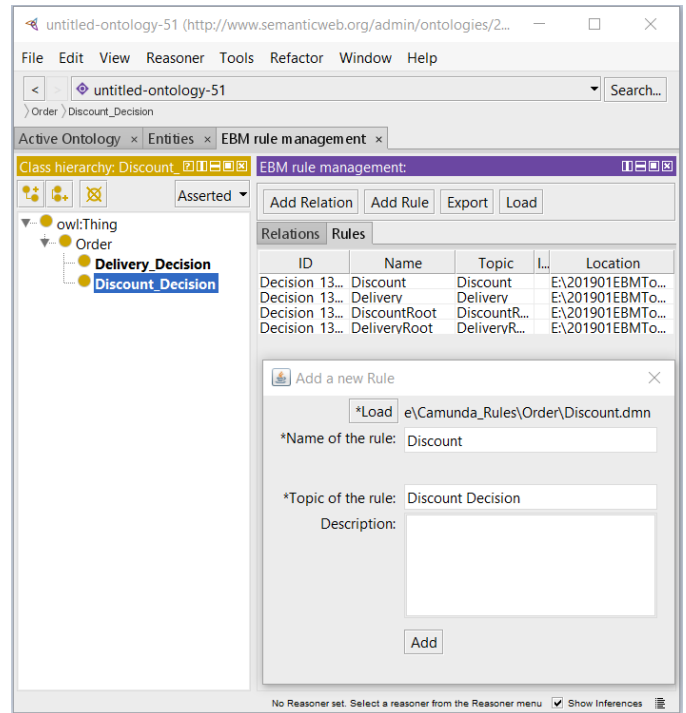 untitled-ontology-51 (http://www.semanticweb.org/admin/ontologies/2...
File Edit View Reasoner Tools Refactor Window Help
< > untitled-ontology-51 Search...
Order Discount_Decision
Active Ontology × Entities × EBM rule management ×
Class hierarchy: Discount_
EBM rule management:
Asserted
Add Relation Add Rule Export Load
owl:Thing
Order
Delivery_Decision
Discount_Decision
Relations Rules
ID Name Topic I... Location
Decision 13... Discount Discount E:\201901EBMTo...
Decision 13... Delivery Delivery E:\201901EBMTo...
Decision 13... DiscountRoot DiscountR... E:\201901EBMTo...
Decision 13... DeliveryRoot DeliveryR... E:\201901EBMTo...
Add a new Rule
*Load e\Camunda_Rules\Order\Discount.dmn
*Name of the rule: Discount
*Topic of the rule: Discount Decision
Description:
Add
No Reasoner set. Select a reasoner from the Reasoner menu Show Inferences